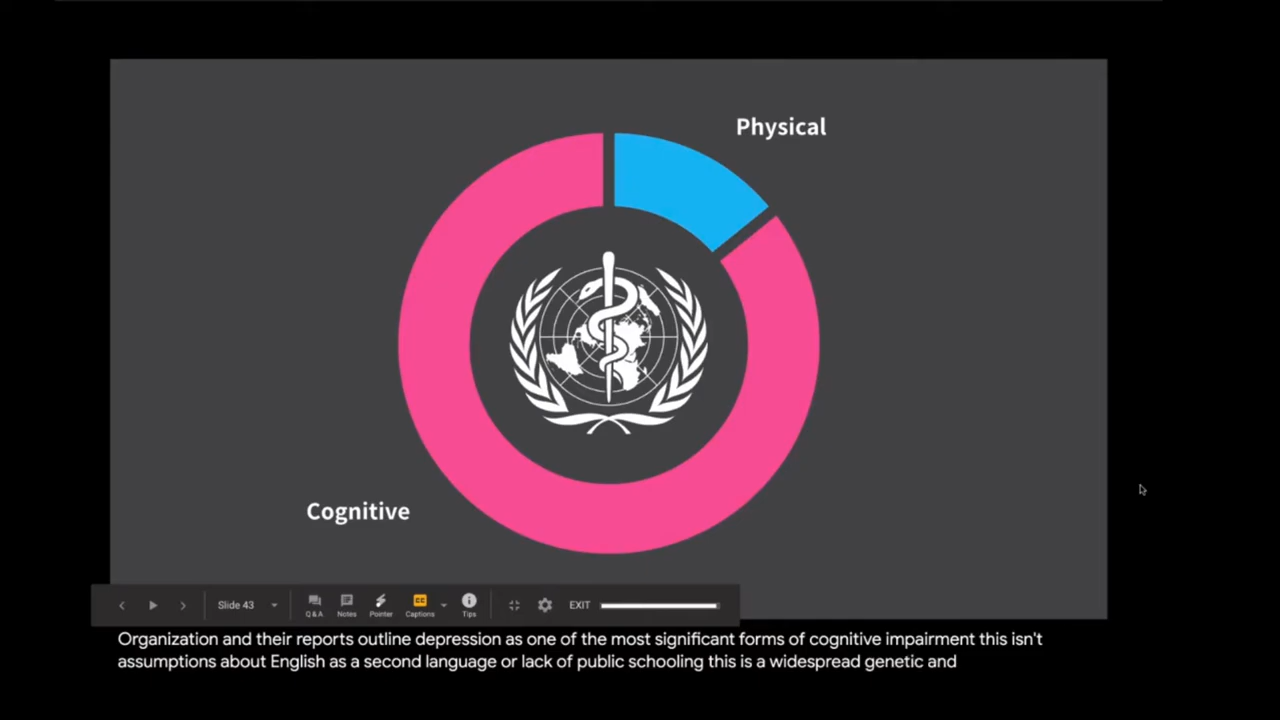 Physical
Cognitive
Slide 43
Q&A
Notes
Pointer
CC
Captions
Tips
EXIT
Organization and their reports outline depression as one of the most significant forms of cognitive impairment this isn't
assumptions about English as a second language or lack of public schooling this is a widespread genetic and